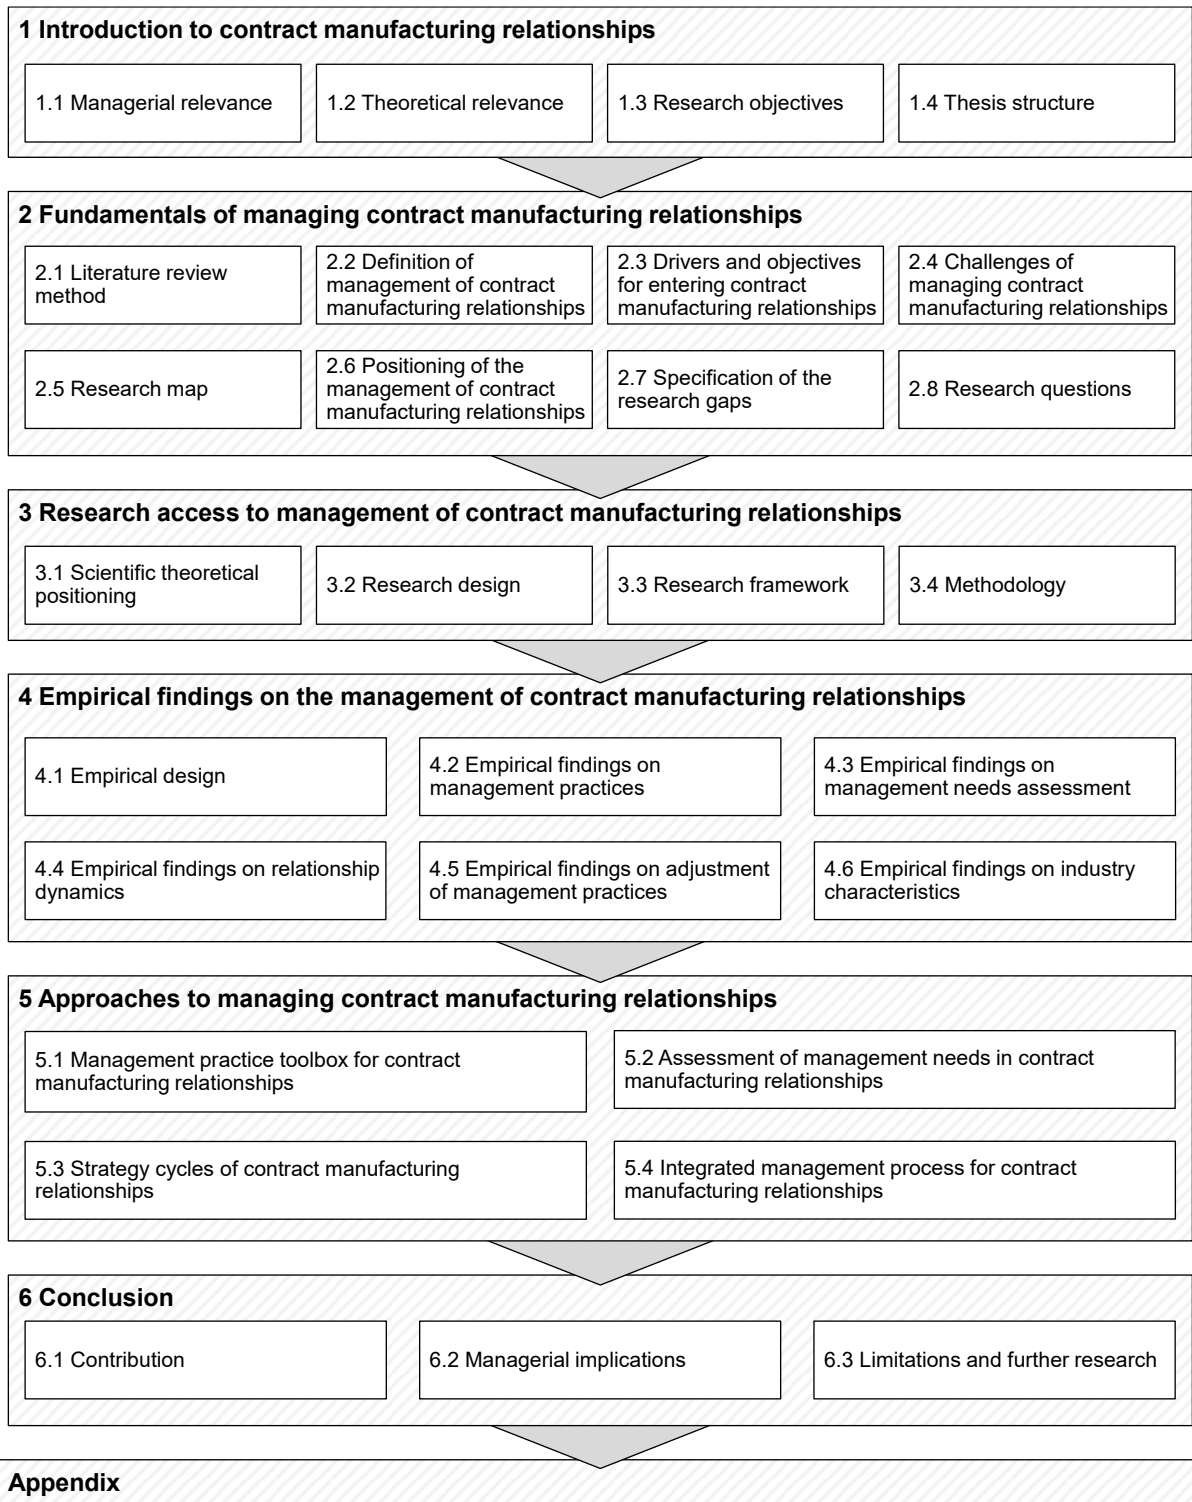 1 Introduction to contract manufacturing relationships
1.1 Managerial relevance
1.2 Theoretical relevance
1.3 Research objectives
1.4 Thesis structure
2 Fundamentals of managing contract manufacturing relationships
2.1 Literature review
method
2.2 Definition of
management of contract
manufacturing relationships
2.3 Drivers and objectives
for entering contract
manufacturing relationships
2.4 Challenges of
managing contract
manufacturing relationships
2.5 Research map
2.6 Positioning of the
management of contract
manufacturing relationships
2.7 Specification of the
research gaps
2.8 Research questions
3 Research access to management of contract manufacturing relationships
3.1 Scientific theoretical
positioning
3.2 Research design
3.3 Research framework
3.4 Methodology
4 Empirical findings on the management of contract manufacturing relationships
4.1 Empirical design
4.2 Empirical findings on
management practices
4.3 Empirical findings on
management needs assessment
4.4 Empirical findings on relationship
dynamics
4.5 Empirical findings on adjustment
of management practices
4.6 Empirical findings on industry
characteristics
5 Approaches to managing contract manufacturing relationships
5.1 Management practice toolbox for contract
manufacturing relationships
5.2 Assessment of management needs in contract
manufacturing relationships
5.3 Strategy cycles of contract manufacturing
relationships
5.4 Integrated management process for contract
manufacturing relationships
6 Conclusion
6.1 Contribution
6.2 Managerial implications
6.3 Limitations and further research
Appendix